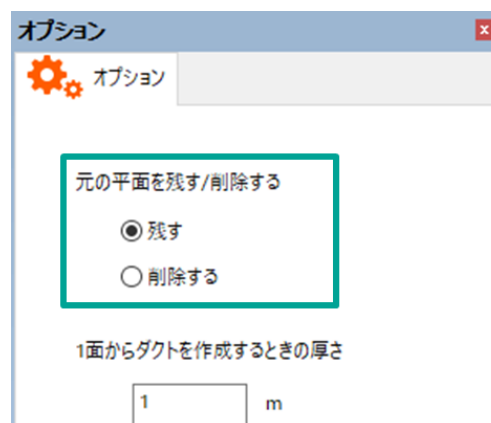 オプション
x
オプション
元の平面を残す/削除する
残す
削除する
1面からダクトを作成するときの厚さ
1 m